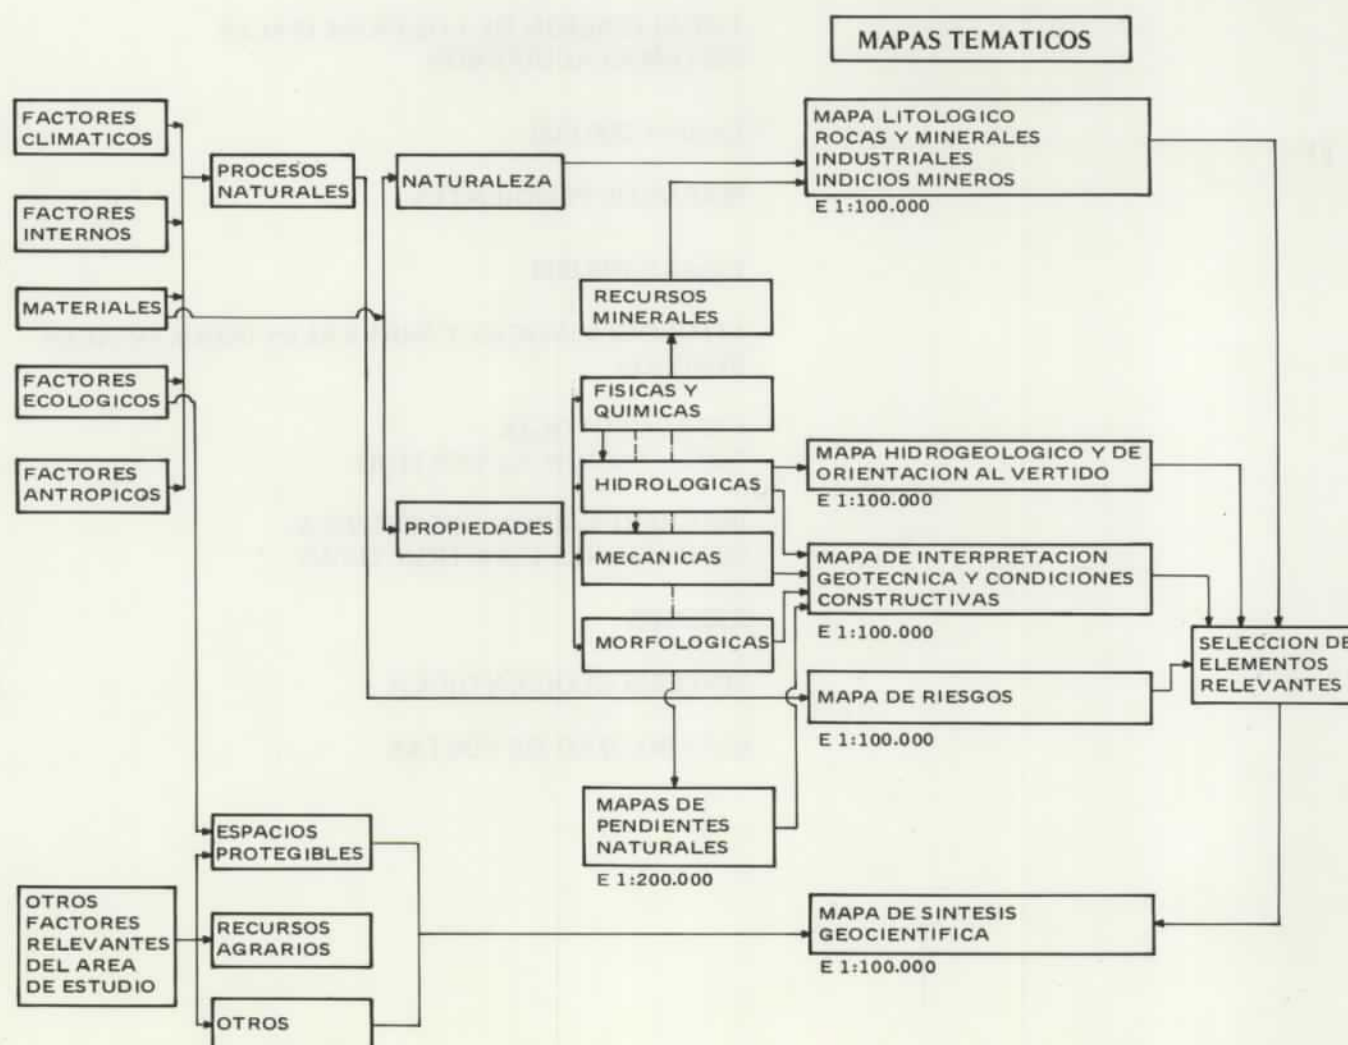 MAPAS TEMATICOS
FACTORES
CLIMATICOS
FACTORES
INTERNOS
MATERIALES
FACTORES
ECOLOGICOS
FACTORES
ANTROPICOS
PROCESOS
NATURALES
NATURALEZA
PROPIEDADES
RECURSOS
MINERALES
FISICAS Y
QUIMICAS
HIDROLOGICAS
MECANICAS
MORFOLOGICAS
MAPAS DE
PENDIENTES
NATURALES
E 1:200.000
MAPA LITOLOGICO
ROCAS Y MINERALES
INDUSTRIALES
INDICIOS MINEROS
E 1:100.000
MAPA HIDROGEOLOGICO Y DE
ORIENTACION AL VERTIDO
E 1:100.000
MAPA DE INTERPRETACION
GEOTECNICA Y CONDICIONES
CONSTRUCTIVAS
E 1:100.000
MAPA DE RIESGOS
E 1:100.000
SELECCION DE
ELEMENTOS
RELEVANTES
OTROS
FACTORES
RELEVANTES
DEL AREA
DE ESTUDIO
ESPACIOS
PROTEGIBLES
RECURSOS
AGRARIOS
OTROS
MAPA DE SINTESIS
GEOCIENTIFICA
E 1:100.000